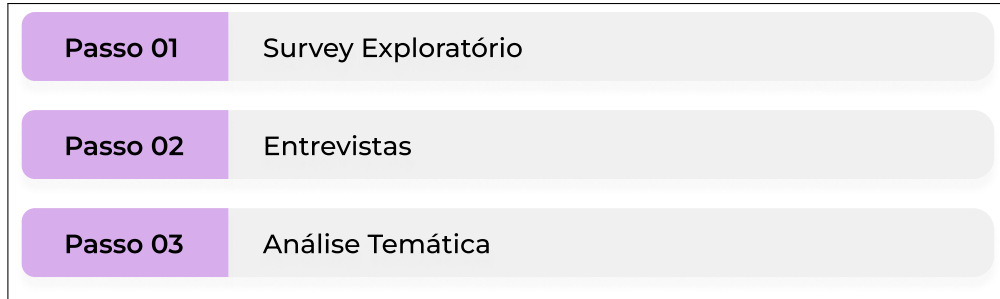 Passo 01 Survey Exploratório
Passo 02 Entrevistas
Passo 03 Análise Temática